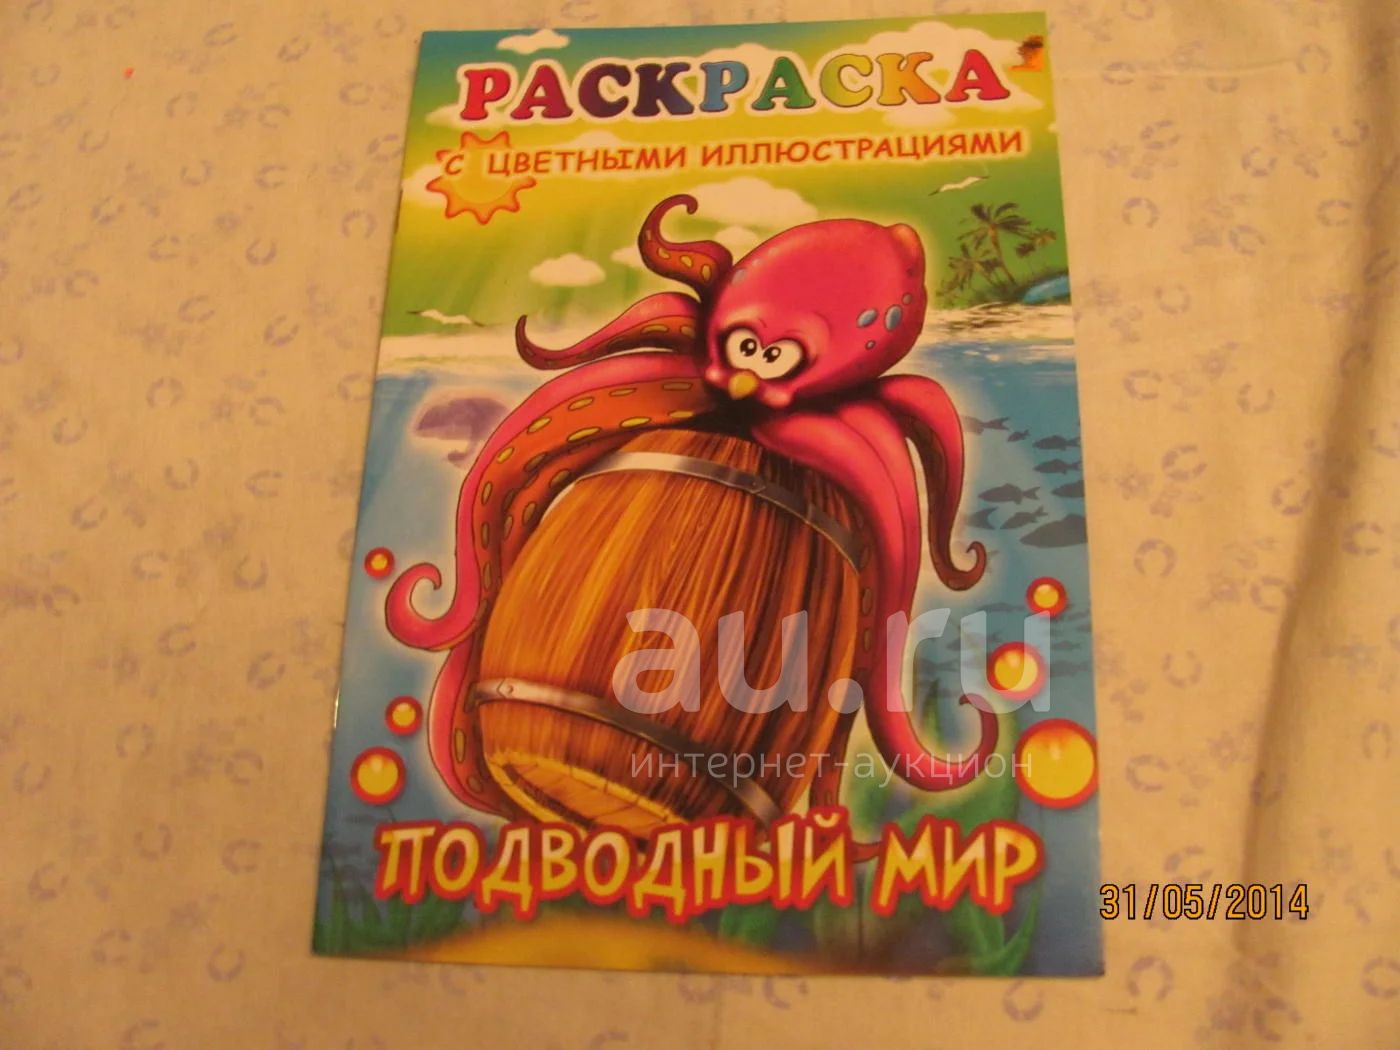 РАСКРАСКА
С ЦВЕТНЫМИ ИЛЛЮСТРАЦИЯМИ
au.ru
интернет-аукцион
ПОДВОДНЫЙ МИР
31/05/2014